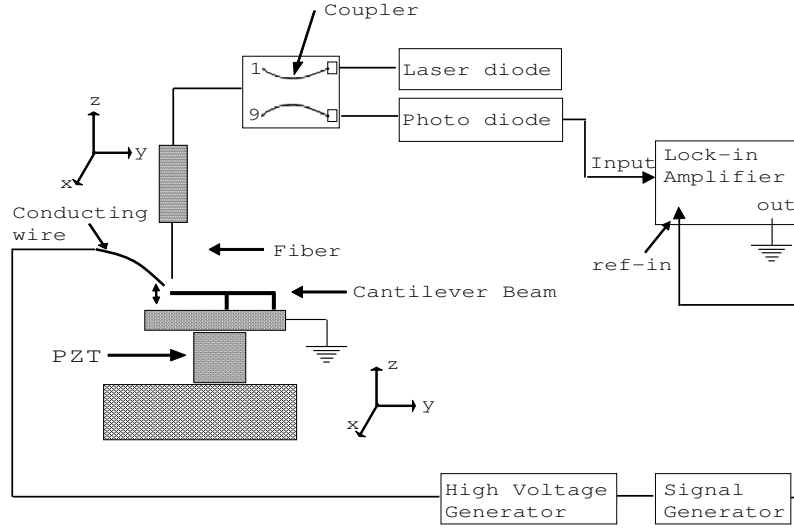 Coupler
1
Laser diode
9
Photo diode
z
y
x
Input
Lock-in
Amplifier
out
Conducting
wire
Fiber
ref-in
Cantilever Beam
PZT
z
y
x
High Voltage
Generator
Signal
Generator